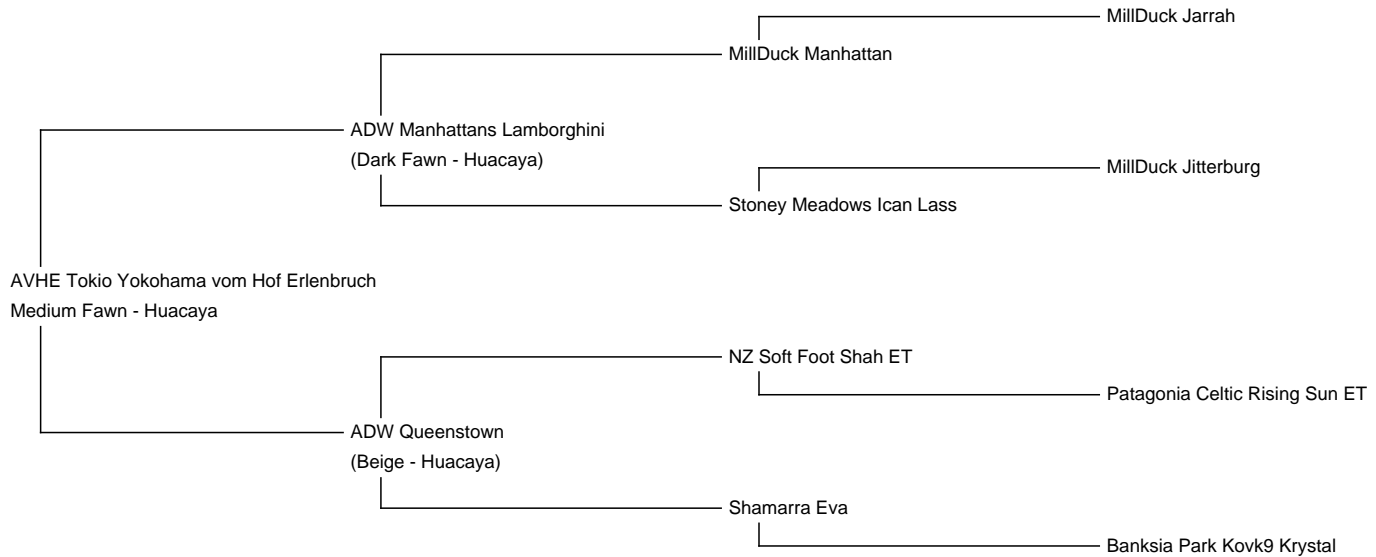 MillDuck Jarrah
MillDuck Manhattan
ADW Manhattans Lamborghini
(Dark Fawn - Huacaya)
MillDuck Jitterburg
Stoney Meadows Ican Lass
AVHE Tokio Yokohama vom Hof Erlenbruch
Medium Fawn - Huacaya
NZ Soft Foot Shah ET
Patagonia Celtic Rising Sun ET
ADW Queenstown
(Beige - Huacaya)
Shamarra Eva
Banksia Park Kovk9 Krystal